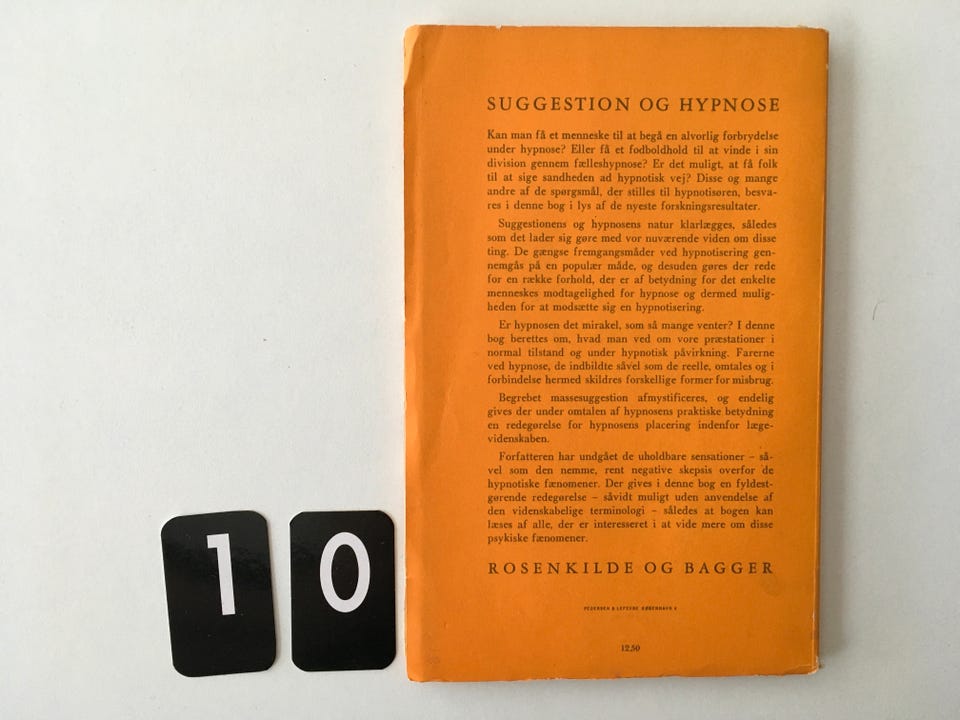 SUGGESTION OG HYPNOSE
Kan man få et menneske til at begå en alvorlig forbrydelse
under hypnose? Eller få et fodboldhold til at vinde i sin
division gennem fælleshypnose? Er det muligt, at få folk
til at sige sandheden ad hypnotisk vej? Disse og mange
andre af de spørgsmål, der stilles til hypnotisøren, besva-
res i denne bog i lys af de nyeste forskningsresultater.
Suggestionens og hypnosens natur klarlægges, således
som det lader sig gøre med vor nuværende viden om disse
ting. De gængse fremgangsmåder ved hypnotisering gen-
nemgås på en populær måde, og desuden gøres der rede
for en række forhold, der er af betydning for det enkelte
menneskes modtagelighed for hypnose og dermed mulig-
heden for at modsætte sig en hypnotisering.
Er hypnosen det mirakel, som så mange venter? I denne
bog berettes om, hvad man ved om vore præstationer i
normal tilstand og under hypnotisk påvirkning. Farerne
ved hypnose, de indbildte såvel som de reelle, omtales og i
forbindelse hermed skildres forskellige former for misbrug.
Begrebet massesuggestion afmystificeres, og endelig
gives der under omtalen af hypnosens praktiske betydning
en redegørelse for hypnosens placering indenfor læge-
videnskaben.
Forfatteren har undgået de uholdbare sensationer – så-
vel som den nemme, rent negative skepsis overfor de
hypnotiske fænomener. Der gives i denne bog en fyldest-
gørende redegørelse – såvidt muligt uden anvendelse af
den videnskabelige terminologi – således at bogen kan
læses af alle, der er interesseret i at vide mere om disse
psykiske fænomener.
ROSENKILDE OG BAGGER
PEDERSEN & LEFEVRE KØBENHAVN K
12,50
10